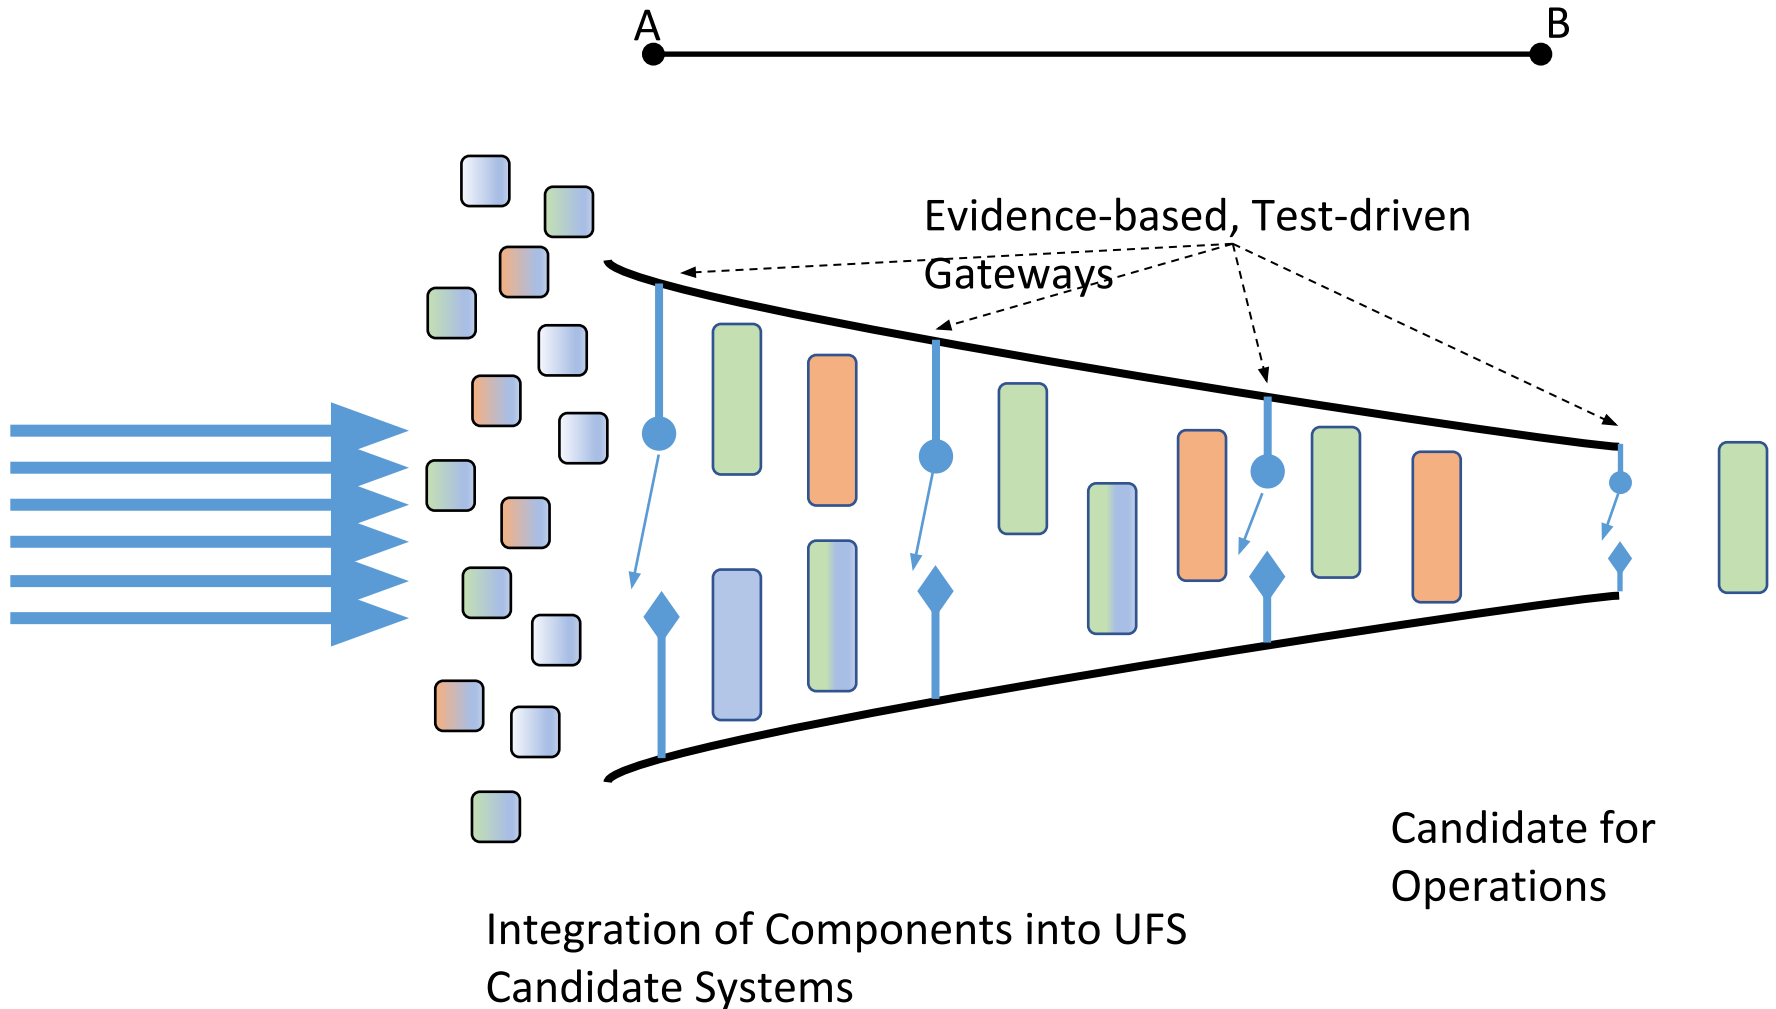 A
B
Evidence-based, Test-driven
Gateways
Candidate for
Operations
Integration of Components into UFS
Candidate Systems